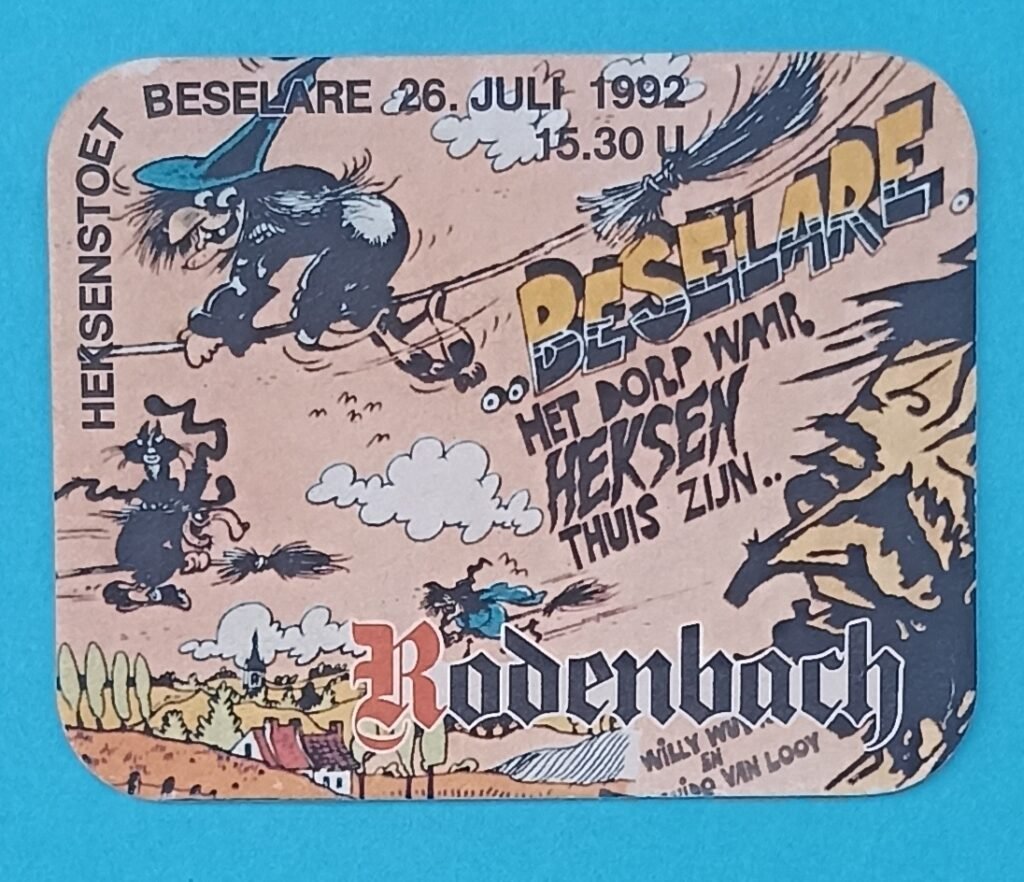 HEKSENSTOET
BESELARE 26. JULI 1992
15.30 U
..BESELARE.
HET DORP WAAR
HEKSEN
THUIS ZIJN..
Rodenbach
WILLY
EN
VAN LOOY